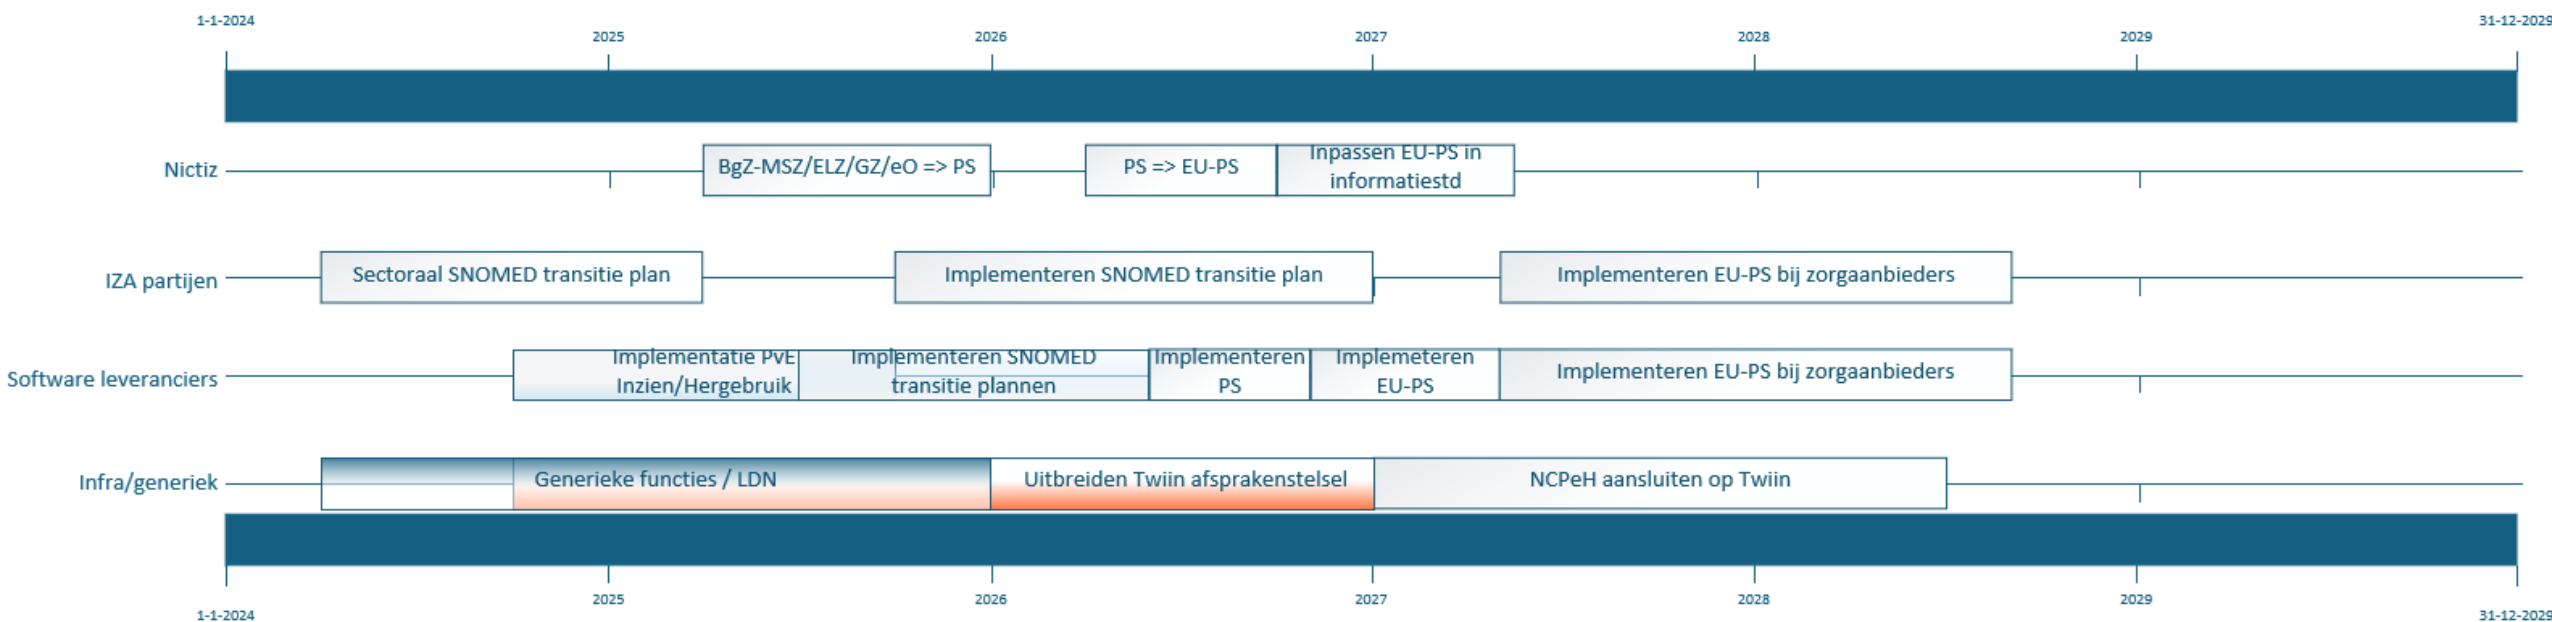 1-1-2024
31-12-2029
2025
2026
2027
2028
2029
Nictiz
BgZ-MSZ/ELZ/GZ/eO => PS
PS => EU-PS
Inpassen EU-PS in
informatiestd
IZA partijen
Sectoraal SNOMED transitie plan
Implementeren SNOMED transitie plan
Implementeren EU-PS bij zorgaanbieders
Software leveranciers
Implementatie PvE
Inzien/Hergebruik
Implementeren SNOMED
transitie plannen
Implementeren
PS
Implemeteren
EU-PS
Implementeren EU-PS bij zorgaanbieders
Infra/generiek
Generieke functies / LDN
Uitbreiden Twiin afsprakenstelsel
NCPeH aansluiten op Twiin
2025
2026
2027
2028
2029
1-1-2024
31-12-2029